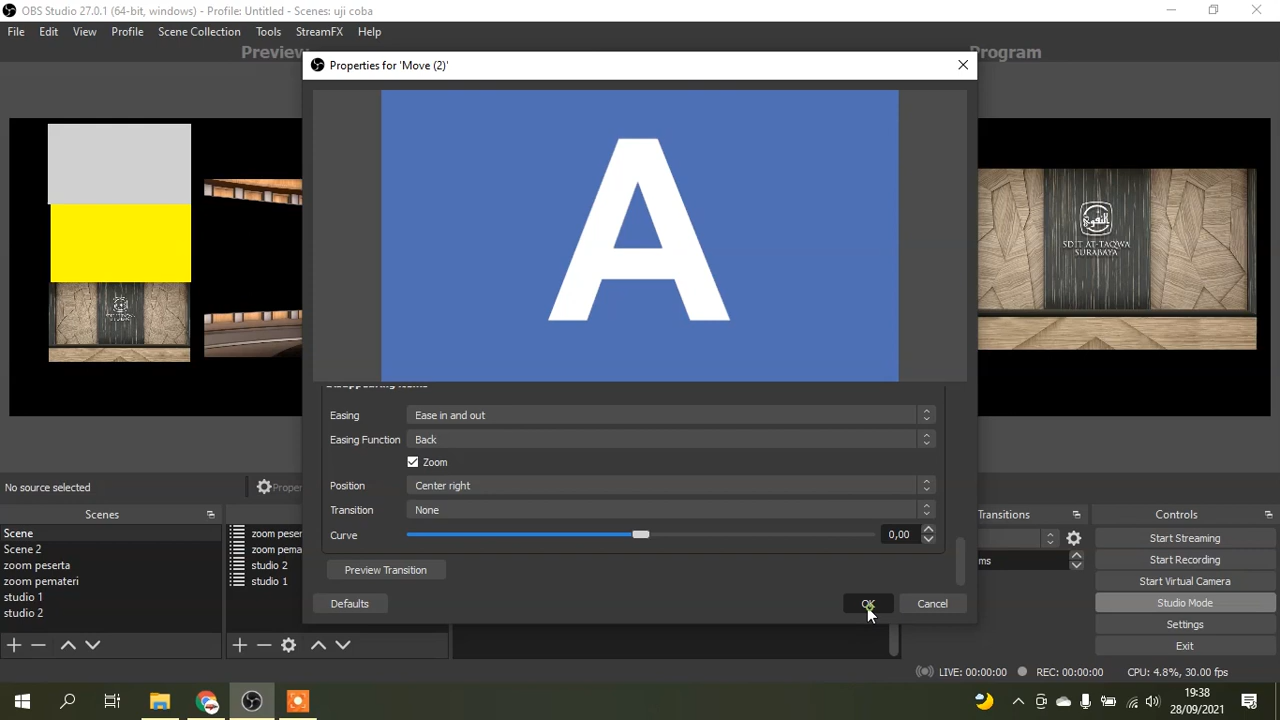 OBS Studio 27.0.1 (64-bit, windows) - Profile: Untitled - Scenes: uji coba
File Edit View Profile Scene Collection Tools StreamFX Help
Program
Properties for 'Move (2)'
A
SDIT AT-TAQWA
SURABAYA
Easing Ease in and out
Easing Function Back
Zoom
Position Center right
Transition None
Curve 0,00
Preview Transition
Defaults OK Cancel
No source selected
Scenes
Scene
Scene 2
zoom peserta
zoom pemateri
studio 1
studio 2
zoom peser
zoom pema
studio 2
studio 1
Transitions
ms
Controls
Start Streaming
Start Recording
Start Virtual Camera
Studio Mode
Settings
Exit
LIVE: 00:00:00 REC: 00:00:00 CPU: 4.8%, 30.00 fps
19:38
28/09/2021